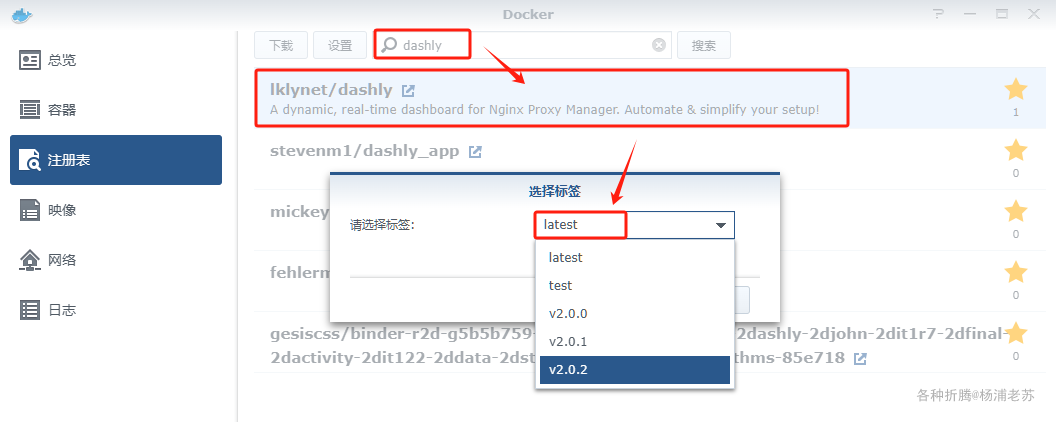 Docker
总览
容器
注册表
映像
网络
日志
下载
设置
dashly
搜索
lklynet/dashly
A dynamic, real-time dashboard for Nginx Proxy Manager. Automate & simplify your setup!
1
stevenm1/dashly_app
0
mickey
0
fehlerm
0
gesiscss/binder-r2d-g5b5b759- 2dashly-2djohn-2dit1r7-2dfinal-
2dactivity-2dit122-2ddata-2dst thms-85e718
0
选择标签
请选择标签:
latest
latest
test
v2.0.0
v2.0.1
v2.0.2
各种折腾@杨浦老苏